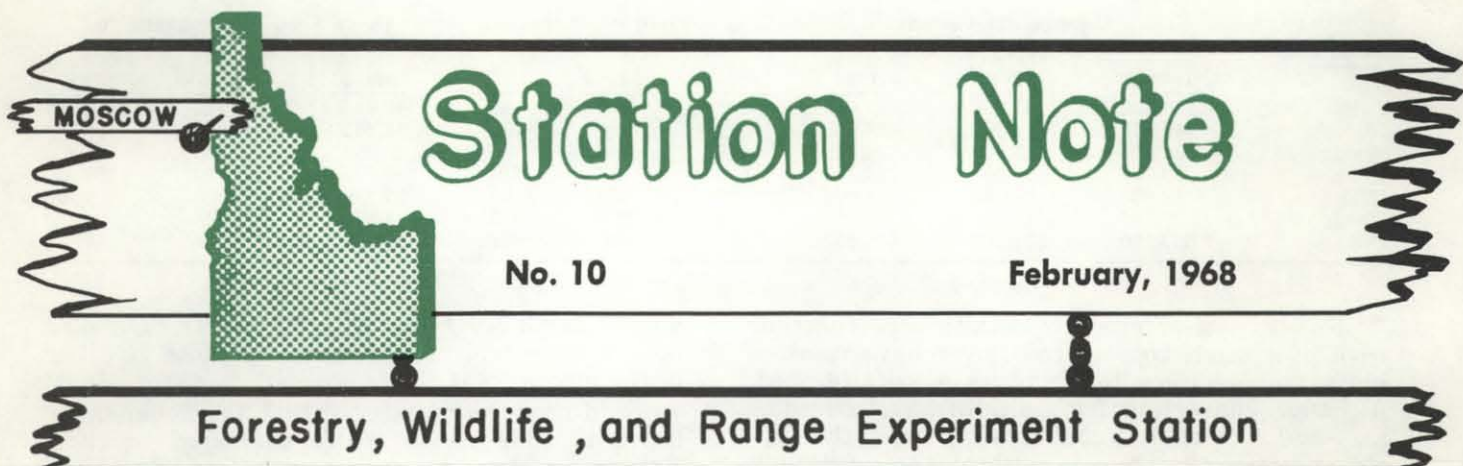 MOSCOW
Station Note
No. 10 February, 1968
Forestry, Wildlife, and Range Experiment Station